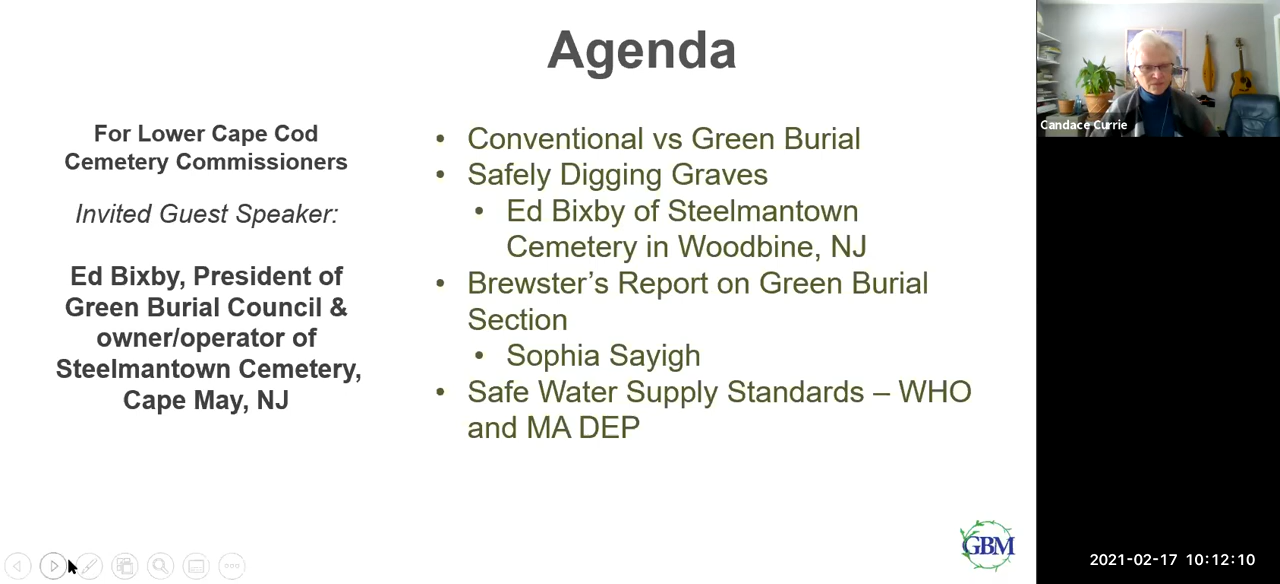 Agenda
For Lower Cape Cod
Cemetery Commissioners
Invited Guest Speaker:
Ed Bixby, President of
Green Burial Council &
owner/operator of
Steelmantown Cemetery,
Cape May, NJ
• Conventional vs Green Burial
• Safely Digging Graves
• Ed Bixby of Steelmantown
Cemetery in Woodbine, NJ
• Brewster’s Report on Green Burial
Section
• Sophia Sayigh
• Safe Water Supply Standards – WHO
and MA DEP
GBM
Candace Currie
2021-02-17 10:12:10